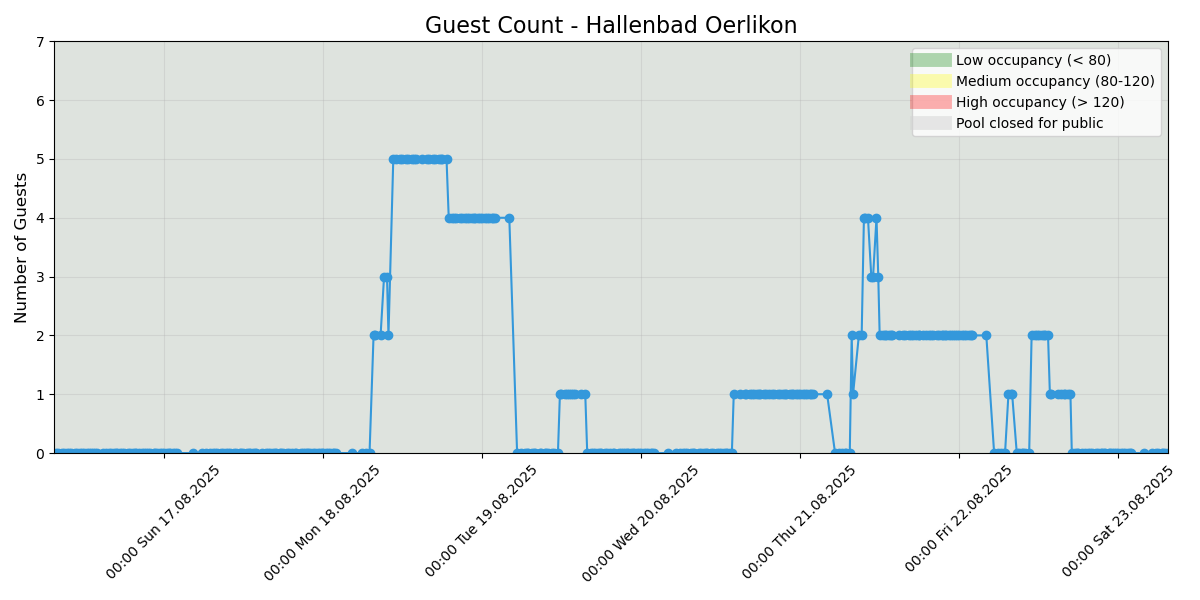 Guest Count - Hallenbad Oerlikon
Number of Guests
7
6
5
4
3
2
1
0
Low occupancy (< 80)
Medium occupancy (80-120)
High occupancy (> 120)
Pool closed for public
00:00 Sun 17.08.2025
00:00 Mon 18.08.2025
00:00 Tue 19.08.2025
00:00 Wed 20.08.2025
00:00 Thu 21.08.2025
00:00 Fri 22.08.2025
00:00 Sat 23.08.2025